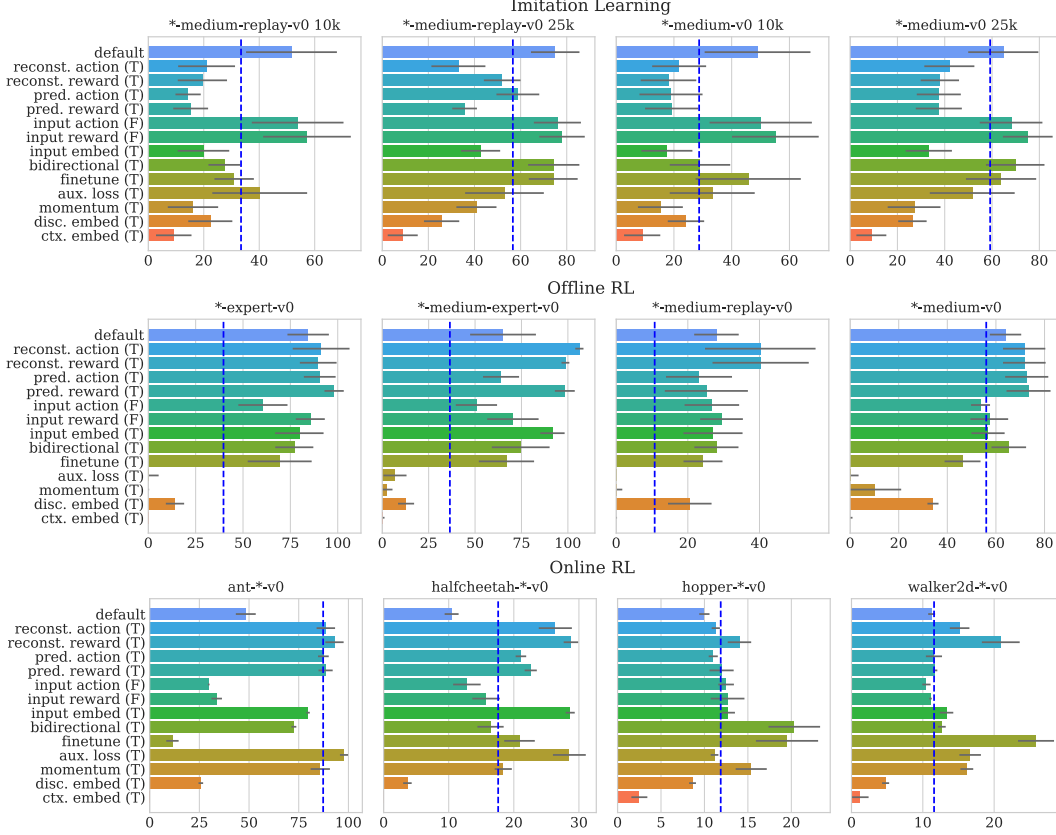 Imitation Learning
*-medium-replay-v0 10k
*-medium-replay-v0 25k
*-medium-v0 10k
*-medium-v0 25k
default
reconst. action (T)
reconst. reward (T)
pred. action (T)
pred. reward (T)
input action (F)
input reward (F)
input embed (T)
bidirectional (T)
finetune (T)
aux. loss (T)
momentum (T)
disc. embed (T)
ctx. embed (T)
0 20 40 60
0 20 40 60 80
0 20 40 60
0 20 40 60 80
Offline RL
*-expert-v0
*-medium-expert-v0
*-medium-replay-v0
*-medium-v0
default
reconst. action (T)
reconst. reward (T)
pred. action (T)
pred. reward (T)
input action (F)
input reward (F)
input embed (T)
bidirectional (T)
finetune (T)
aux. loss (T)
momentum (T)
disc. embed (T)
ctx. embed (T)
0 25 50 75 100
0 25 50 75 100
0 20 40
0 20 40 60 80
Online RL
ant-*-v0
halfcheetah-*-v0
hopper-*-v0
walker2d-*-v0
default
reconst. action (T)
reconst. reward (T)
pred. action (T)
pred. reward (T)
input action (F)
input reward (F)
input embed (T)
bidirectional (T)
finetune (T)
aux. loss (T)
momentum (T)
disc. embed (T)
ctx. embed (T)
0 25 50 75 100
0 10 20 30
0 5 10 15 20
0 10 20